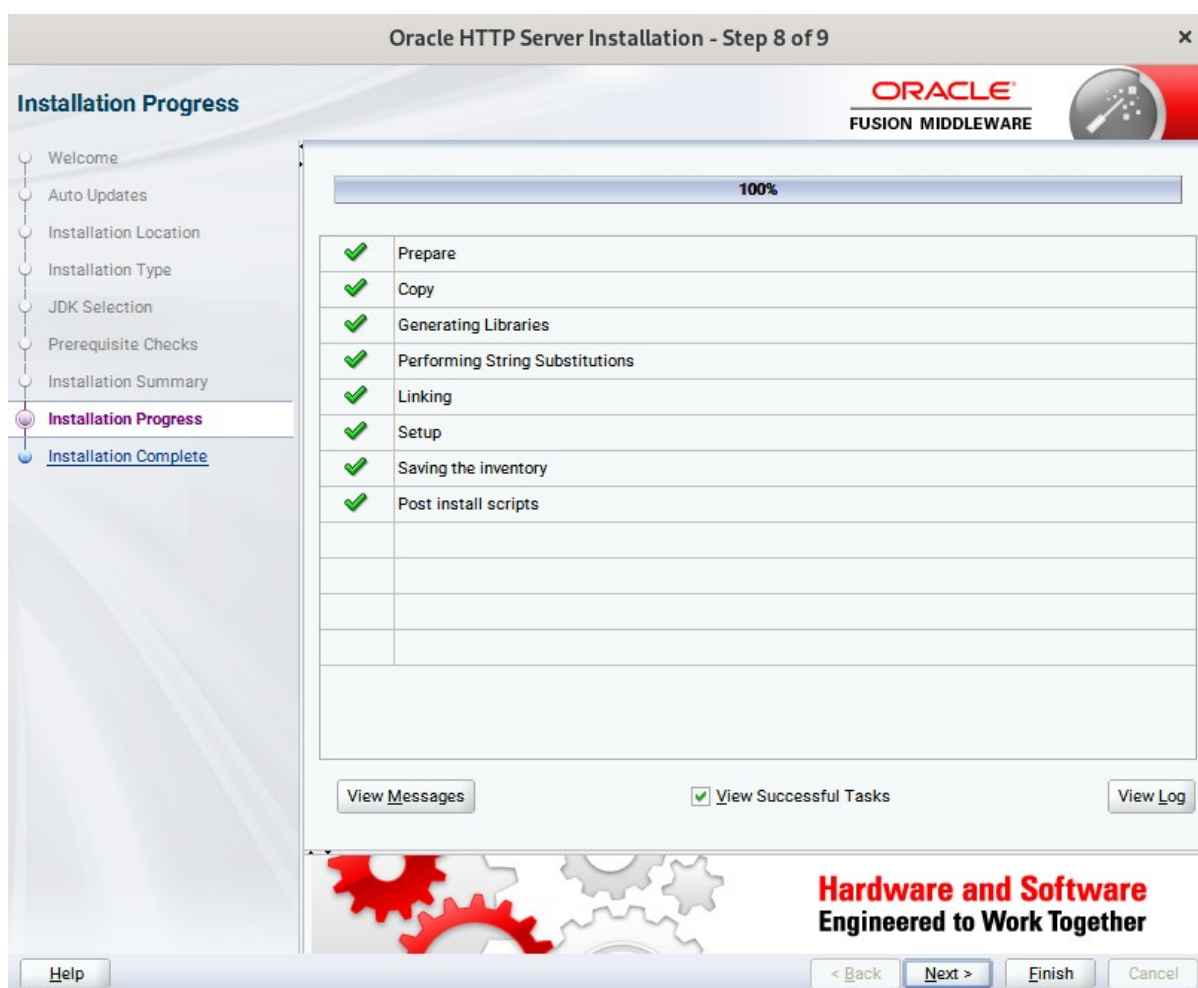 Oracle HTTP Server Installation - Step 8 of 9
Installation Progress
ORACLE
FUSION MIDDLEWARE
Welcome
Auto Updates
Installation Location
Installation Type
JDK Selection
Prerequisite Checks
Installation Summary
Installation Progress
Installation Complete
100%
Prepare
Copy
Generating Libraries
Performing String Substitutions
Linking
Setup
Saving the inventory
Post install scripts
View Messages
View Successful Tasks
View Log
Hardware and Software
Engineered to Work Together
Help
< Back
Next >
Finish
Cancel